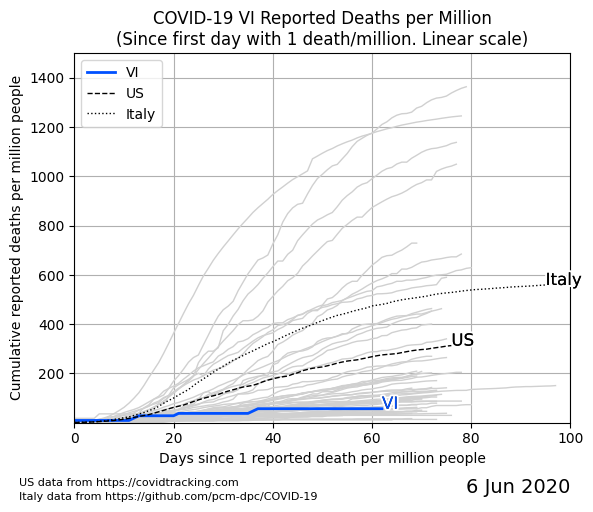 COVID-19 VI Reported Deaths per Million
(Since first day with 1 death/million. Linear scale)
Cumulative reported deaths per million people
1400
1200
1000
800
600
400
200
VI
US
Italy
Italy
US
VI
0
20
40
60
80
100
Days since 1 reported death per million people
US data from https://covidtracking.com
Italy data from https://github.com/pcm-dpc/COVID-19
6 Jun 2020